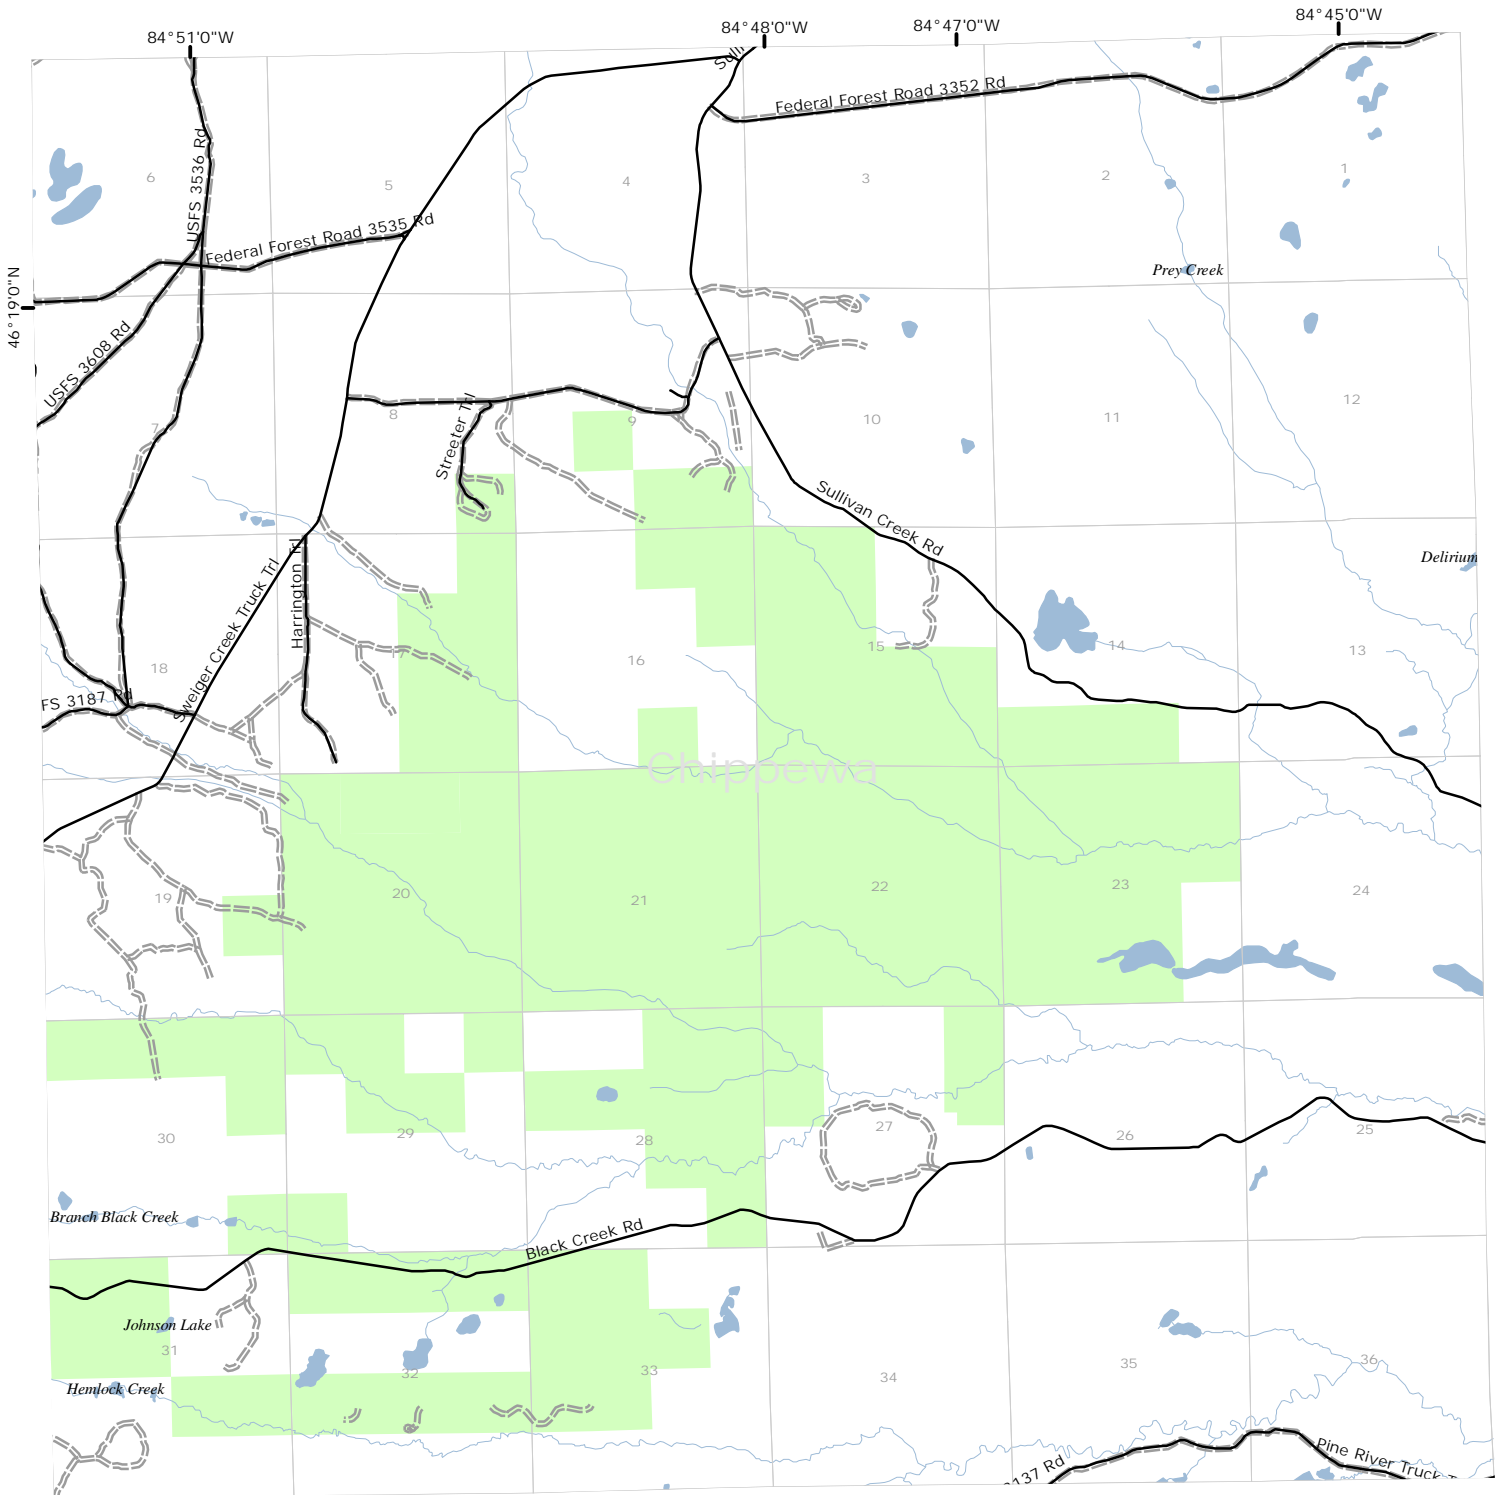 84°51'0"W
84°48'0"W
84°47'0"W
84°45'0"W
46°19'0"N
Sulli
Federal Forest Road 3352 Rd
USFS 3536 Rd
6
5
4
3
2
1
Federal Forest Road 3535 Rd
Prey Creek
USFS 3608 Rd
7
8
Streeter Trl
9
10
11
12
Sullivan Creek Rd
Delirium
Harrington Trl
Sweiger Creek Truck Trl
18
17
16
15
14
13
FS 3187 Rd
Chippewa
19
20
21
22
23
24
30
29
28
27
26
25
Branch Black Creek
Black Creek Rd
Johnson Lake
31
32
33
34
35
36
Hemlock Creek
3137 Rd
Pine River Truck T